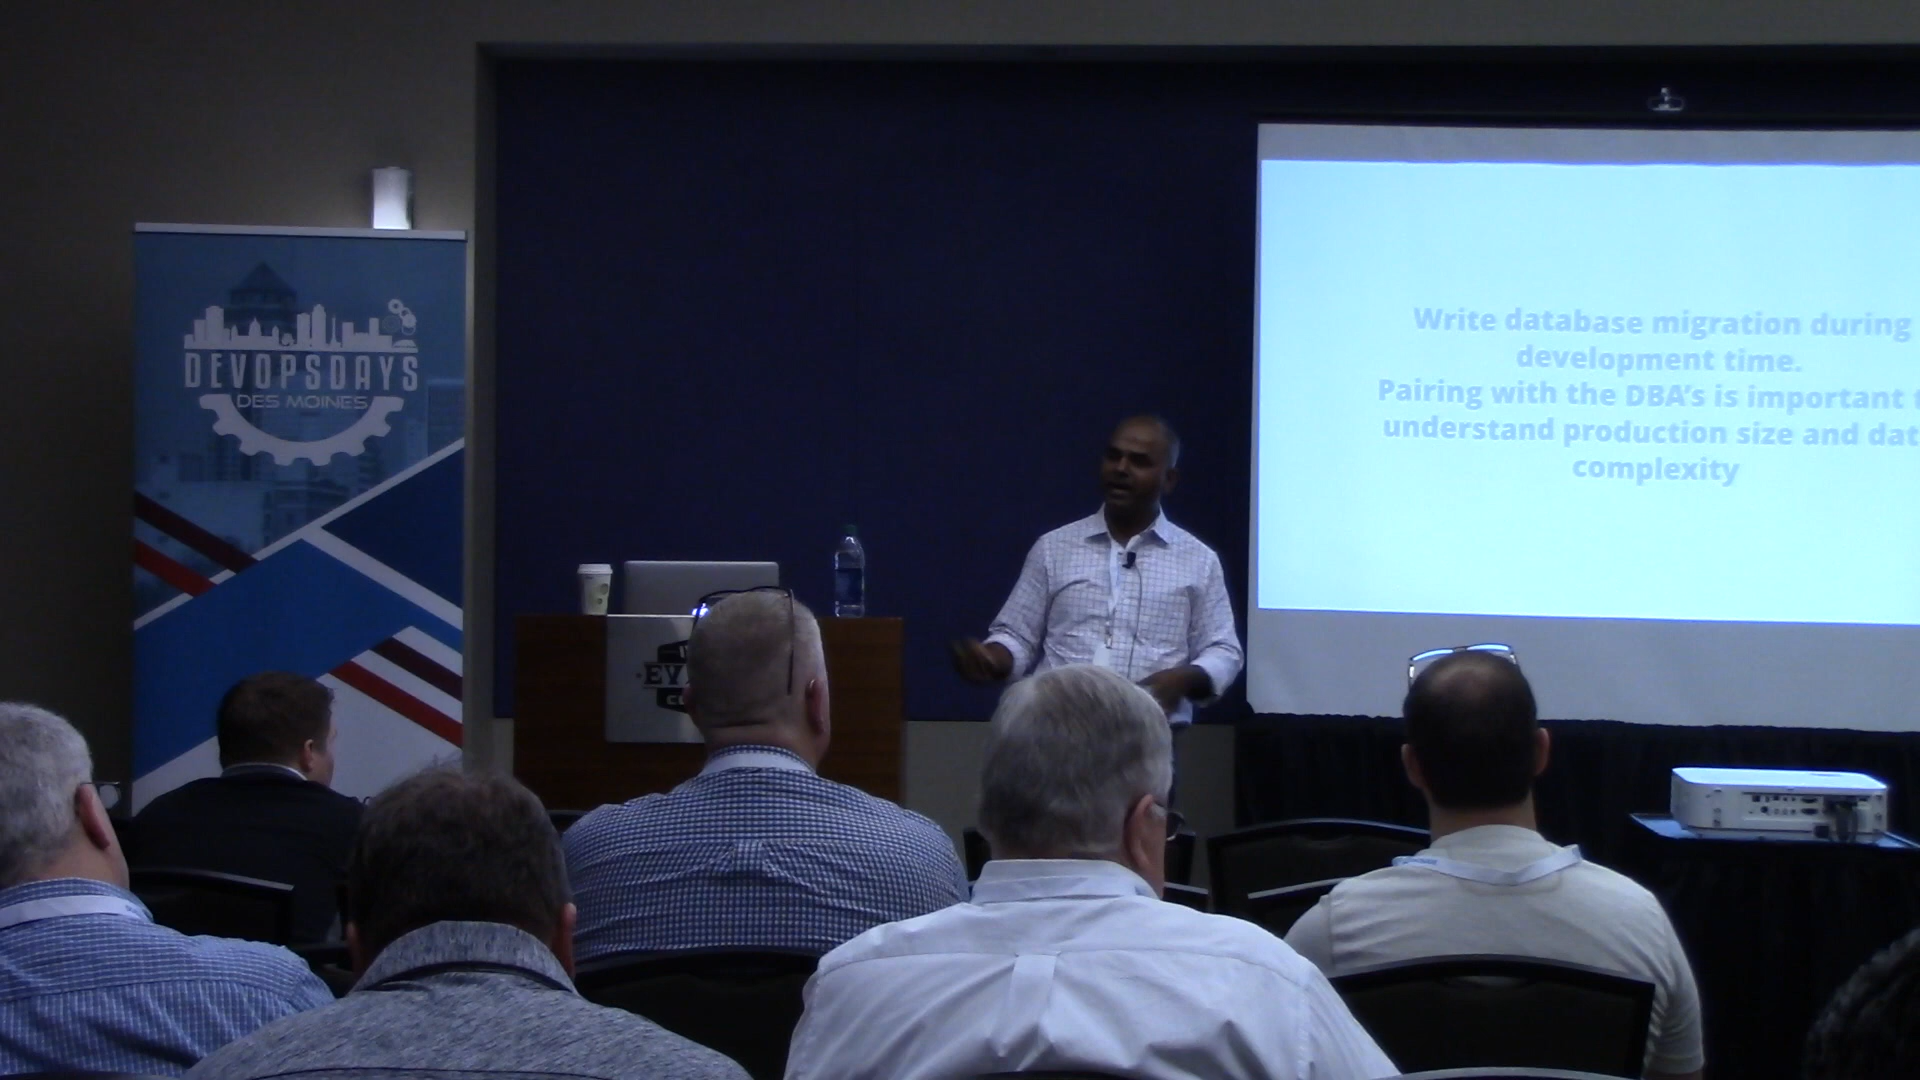 DEVOPSDAYS
DES MOINES
Write database migration during
development time.
Pairing with the DBA's is important
understand production size and
complexity